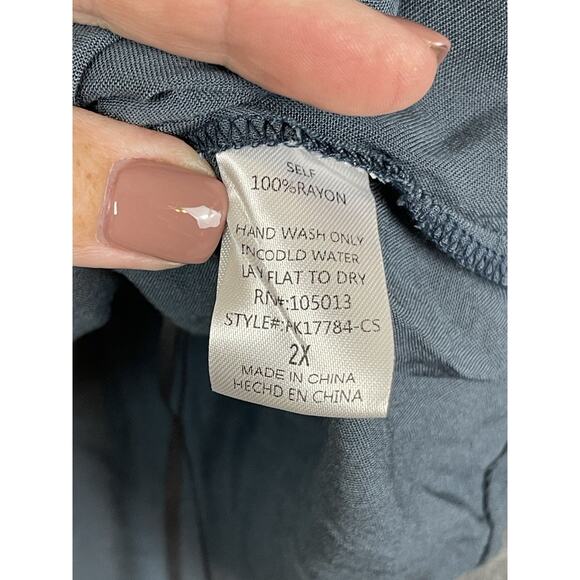 SELF
100%RAYON
HAND WASH ONLY
INCODLD WATER
LAY FLAT TO DRY
RN#:105013
STYLE#:PK17784-CS
2X
MADE IN CHINA
HECHD EN CHINA